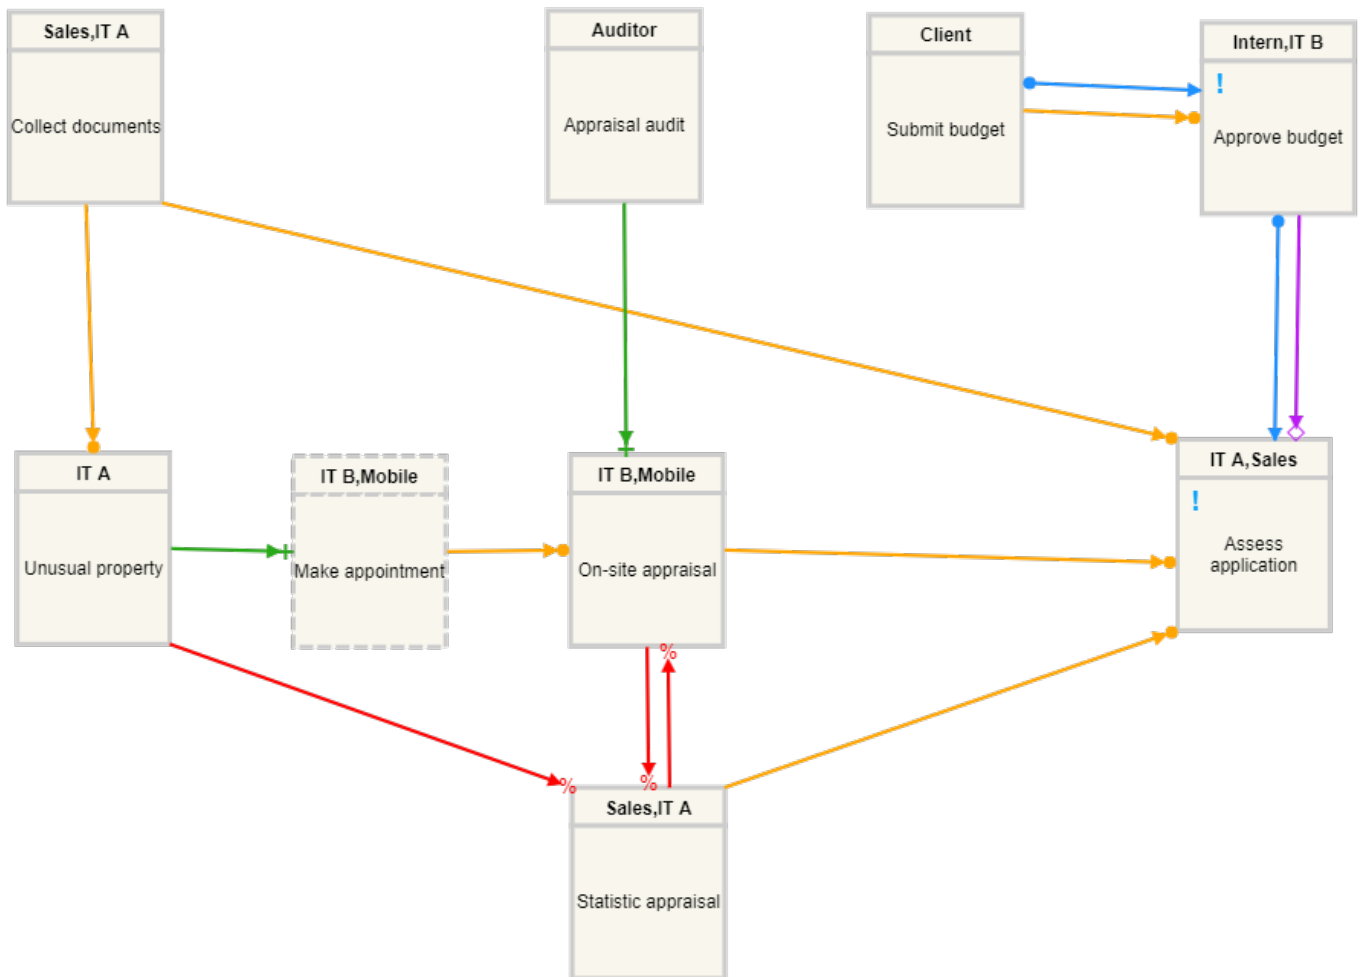 Sales,IT A
Collect documents
Auditor
Appraisal audit
Client
Submit budget
Intern,IT B
!
Approve budget
IT A
Unusual property
IT B,Mobile
Make appointment
IT B,Mobile
On-site appraisal
IT A,Sales
!
Assess
application
%
%
%
Sales,IT A
Statistic appraisal